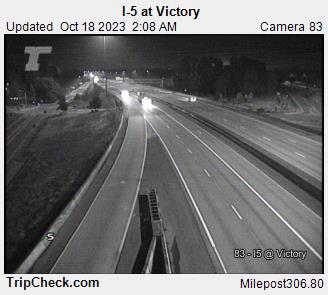 I-5 at Victory
Updated Oct 18 2023 2:08 AM Camera 83
T
5
83 - I5 @ Victory
TripCheck.com Milepost306.80